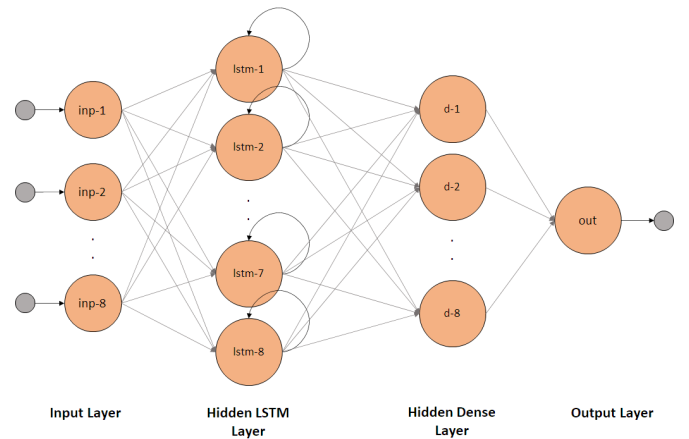 inp-1
inp-2
inp-8
lstm-1
lstm-2
lstm-7
lstm-8
d-1
d-2
d-8
out
Input Layer
Hidden LSTM
Layer
Hidden Dense
Layer
Output Layer